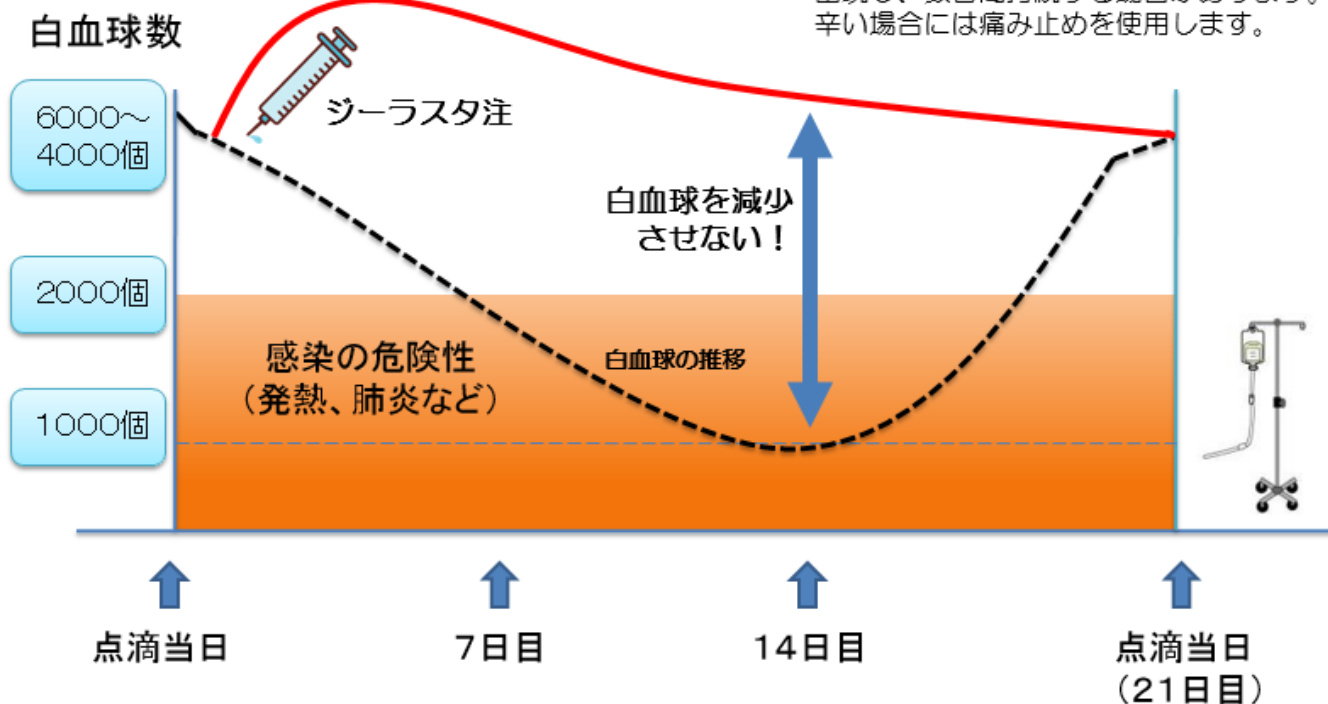 辛い場合には痛み止めを使用します。
白血球数
6000～
4000個
ジーラスタ注
白血球を減少
させない！
2000個
感染の危険性
（発熱、肺炎など）
白血球の推移
1000個
点滴当日
7日目
14日目
点滴当日
（21日目）